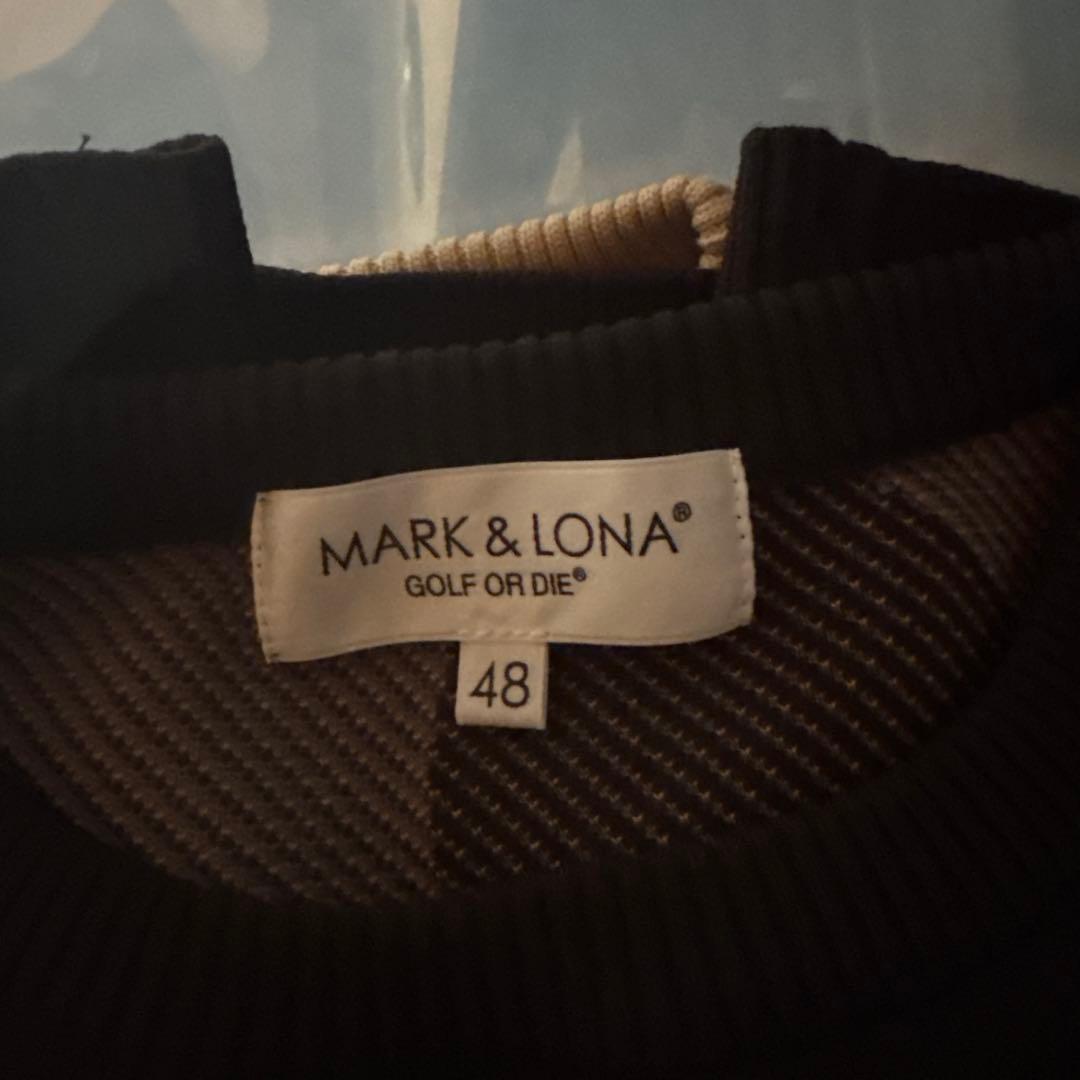 MARK & LONA®
GOLF OR DIE®
48